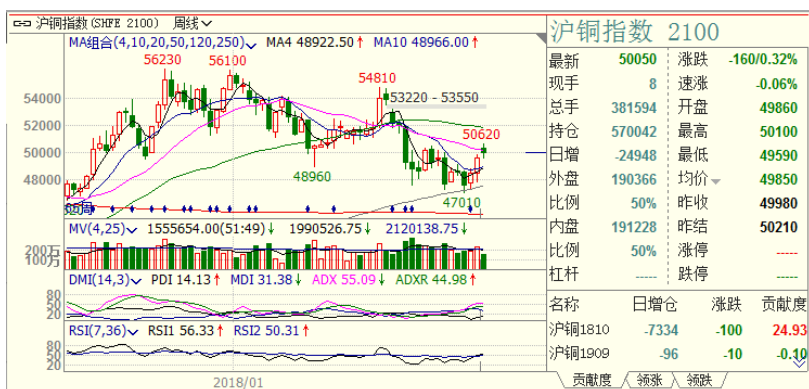 沪铜指数(SHFE 2100) 周线
MA组合(4,10,20,50,120,250) MA4 48922.50↑ MA10 48966.00↑
56230
56100
54810
53220 - 53550
50620
48960
47010
54000
52000
50000
48000
MV(4,25) 1555654.00(51:49)↓ 1990526.75↓ 2120138.75↓
200万
100万
DMI(14,3) PDI 14.13↑ MDI 31.38↓ ADX 55.09↓ ADXR 44.98↑
80
50
20
RSI(7,36) RSI1 56.33↑ RSI2 50.31↑
80
50
20
2018/01
沪铜指数 2100
最新 50050 涨跌 -160/0.32%
现手 8 速涨 -0.06%
总手 381594 开盘 49860
持仓 570042 最高 50100
日增 -24948 最低 49590
外盘 190366 均价 49850
比例 50% 昨收 49980
内盘 191228 昨结 50210
比例 50% 涨停 -----
杠杆 ----- 跌停 -----
名称 日增仓 涨跌 贡献度
沪铜1810 -7334 -100 24.93
沪铜1909 -96 -10 -0.10
贡献度 领涨 领跌